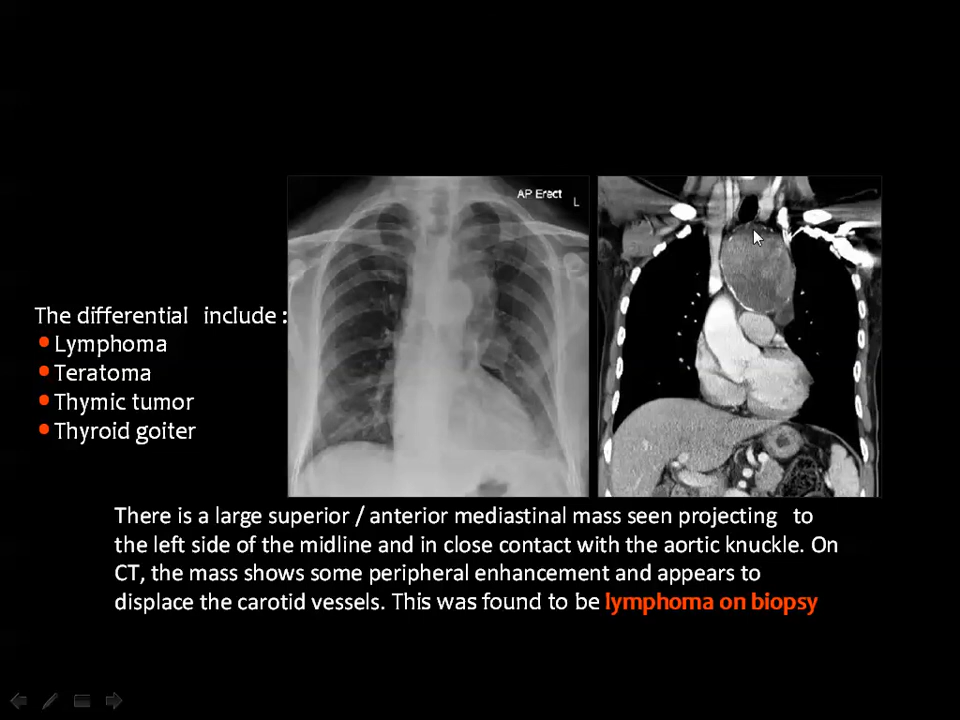 AP Erect
L
The differential include :
Lymphoma
Teratoma
Thymic tumor
Thyroid goiter
There is a large superior / anterior mediastinal mass seen projecting to
the left side of the midline and in close contact with the aortic knuckle. On
CT, the mass shows some peripheral enhancement and appears to
displace the carotid vessels. This was found to be lymphoma on biopsy